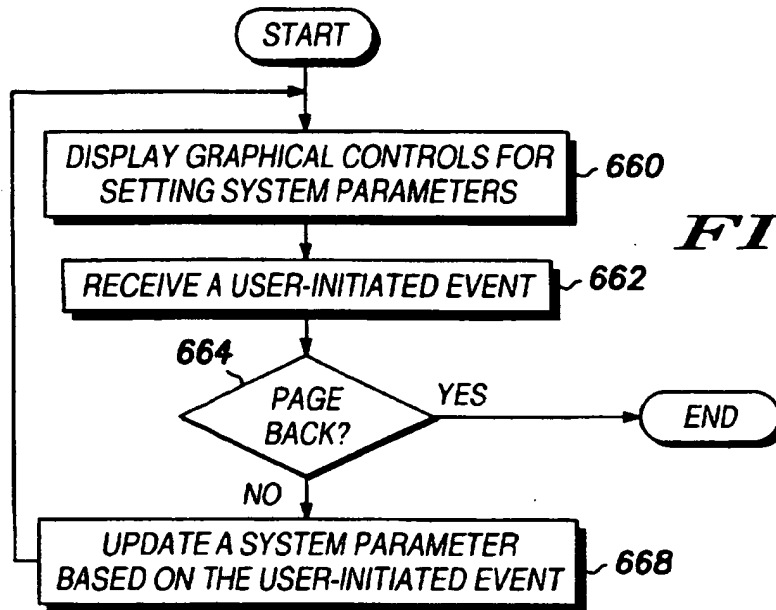 START
DISPLAY GRAPHICAL CONTROLS FOR
SETTING SYSTEM PARAMETERS
660
FI
RECEIVE A USER-INITIATED EVENT
662
664
PAGE
BACK?
YES
END
NO
UPDATE A SYSTEM PARAMETER
BASED ON THE USER-INITIATED EVENT
668